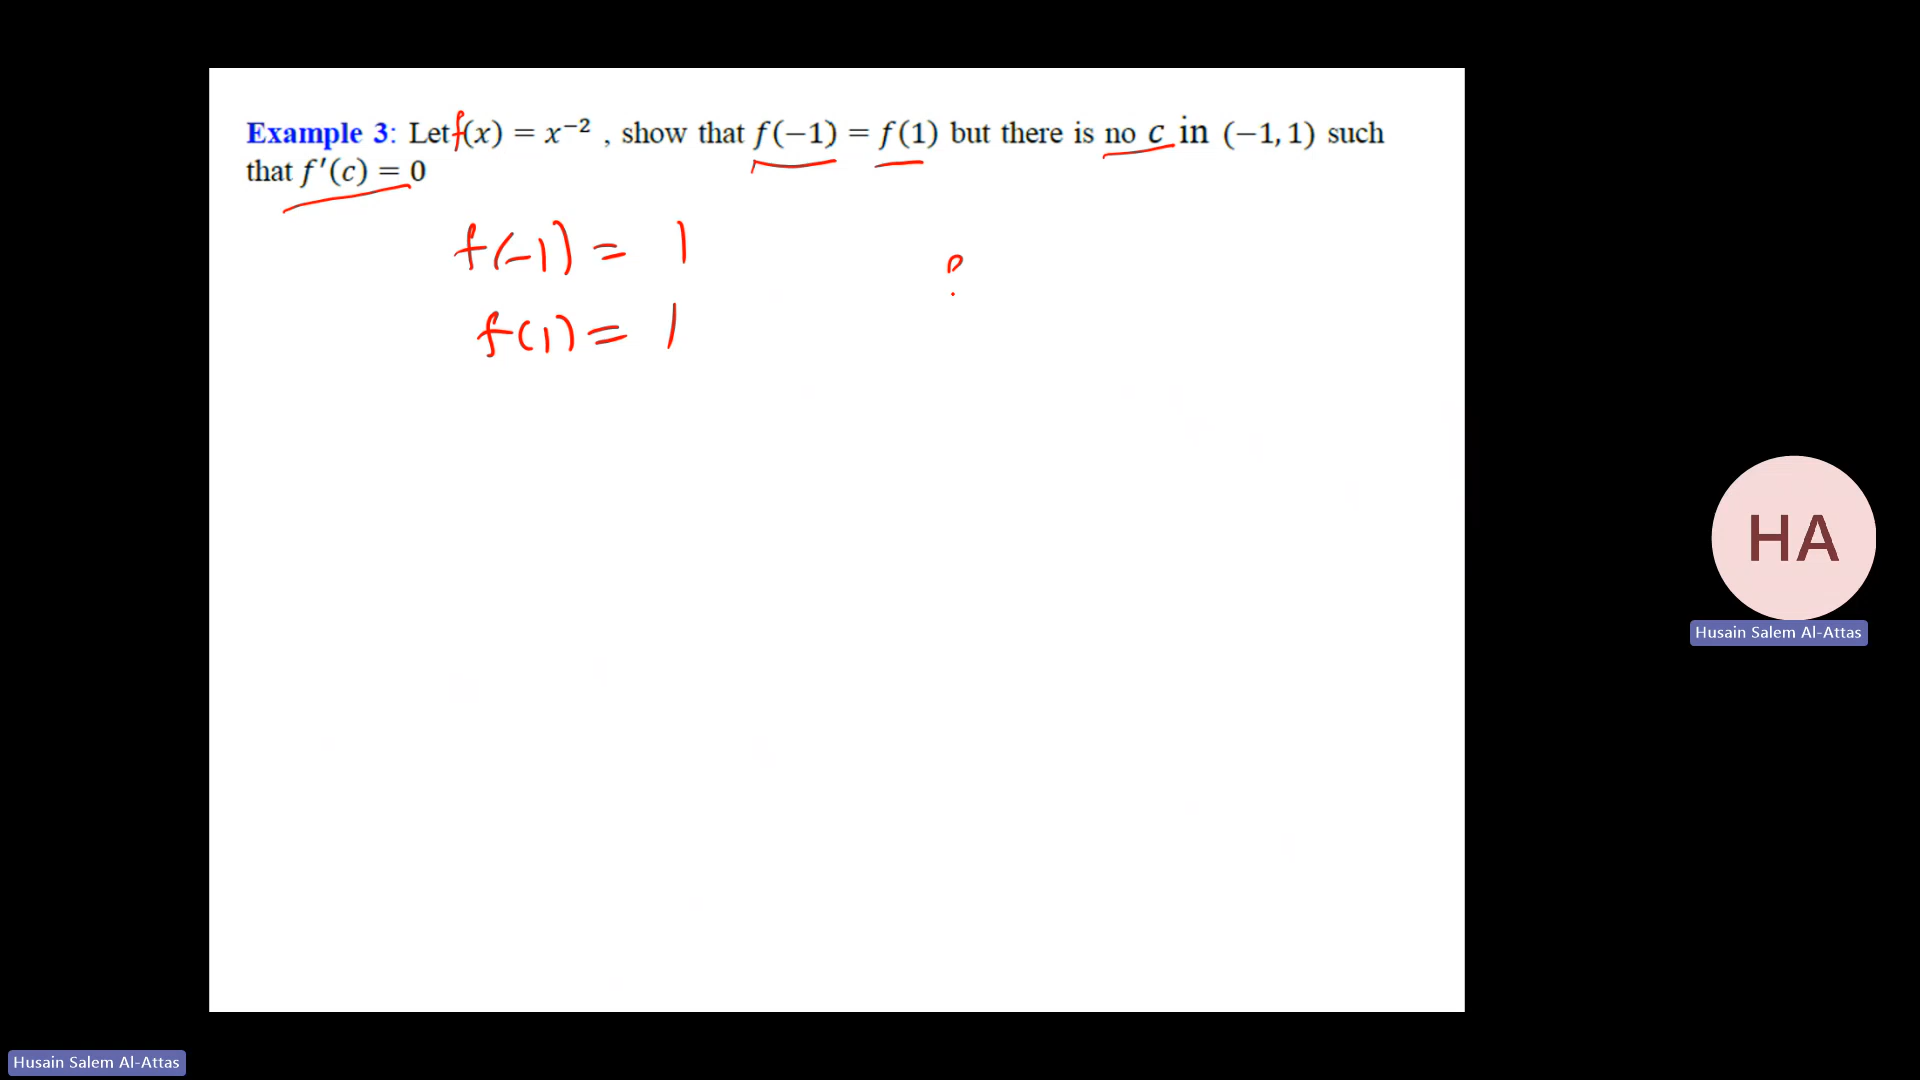 Example 3: Let f(x) = x⁻² , show that f(−1) = f(1) but there is no c in (−1, 1) such
that f′(c) = 0
f(-1) = 1
?
f(1) = 1
HA
Husain Salem Al-Attas
Husain Salem Al-Attas